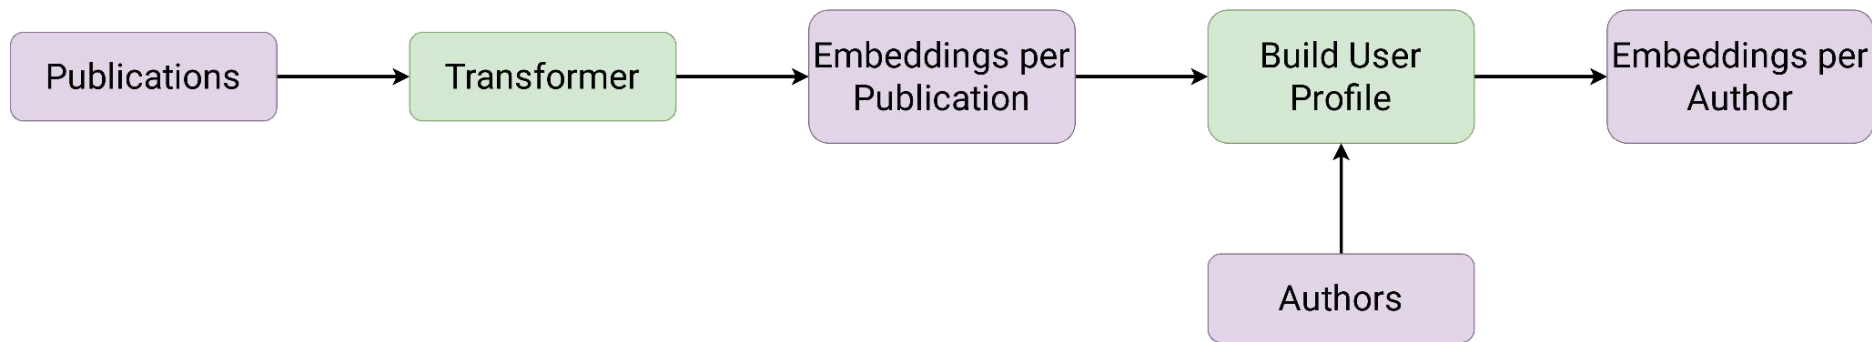 Publications
Transformer
Embeddings per
Publication
Build User
Profile
Embeddings per
Author
Authors